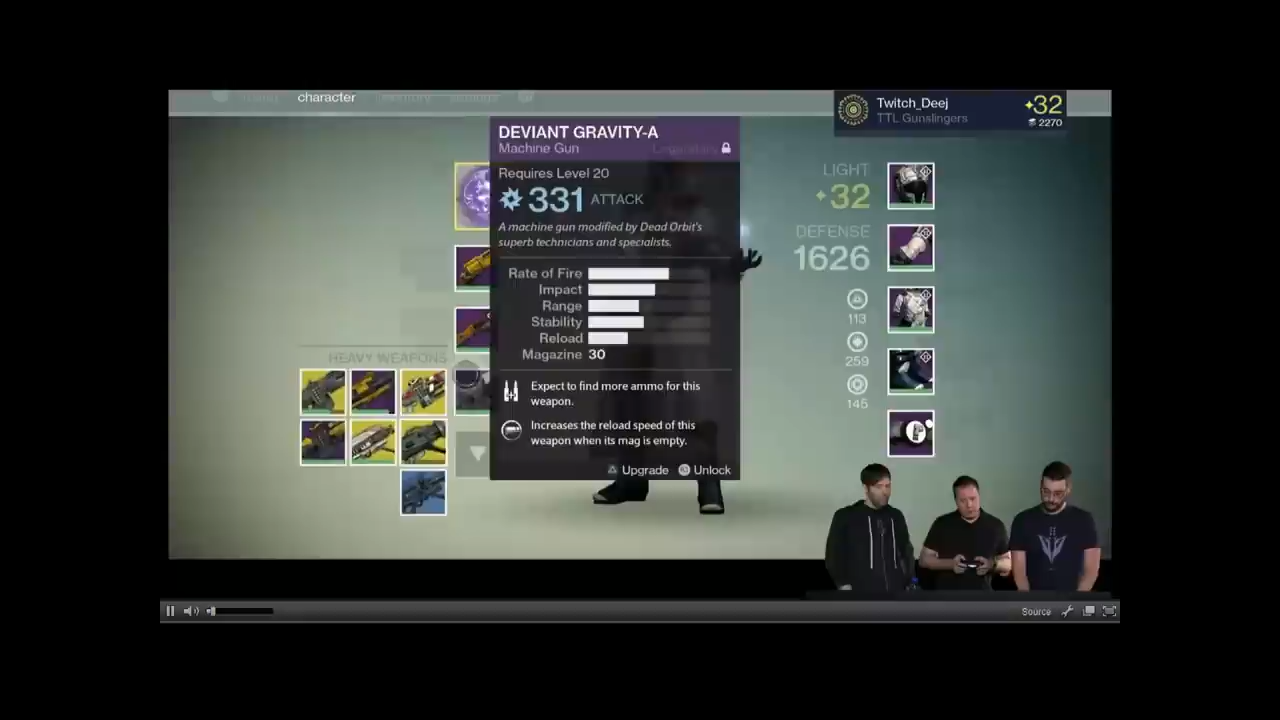 character
Twitch_Deej
32
TTL Gunslingers
2270
DEVIANT GRAVITY-A
Machine Gun
Legendary
Requires Level 20
331 ATTACK
A machine gun modified by Dead Orbit's
superb technicians and specialists.
Rate of Fire
Impact
Range
Stability
Reload
Magazine 30
Expect to find more ammo for this
weapon.
Increases the reload speed of this
weapon when its mag is empty.
Upgrade
Unlock
HEAVY WEAPONS
LIGHT
32
DEFENSE
1626
113
259
145
Source